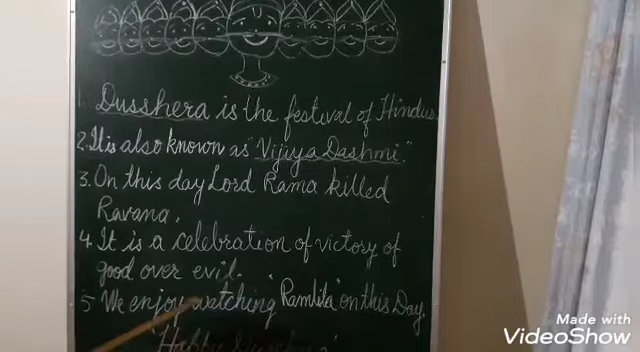 1. Dusshera is the festival of Hindus.
2. It is also known as "Vijiya Dashmi."
3. On this day Lord Rama killed
Ravana.
4. It is a celebration of victory of
good over evil.
5 We enjoy watching "Ramlila" on this Day.
"Happy
Made with
VideoShow